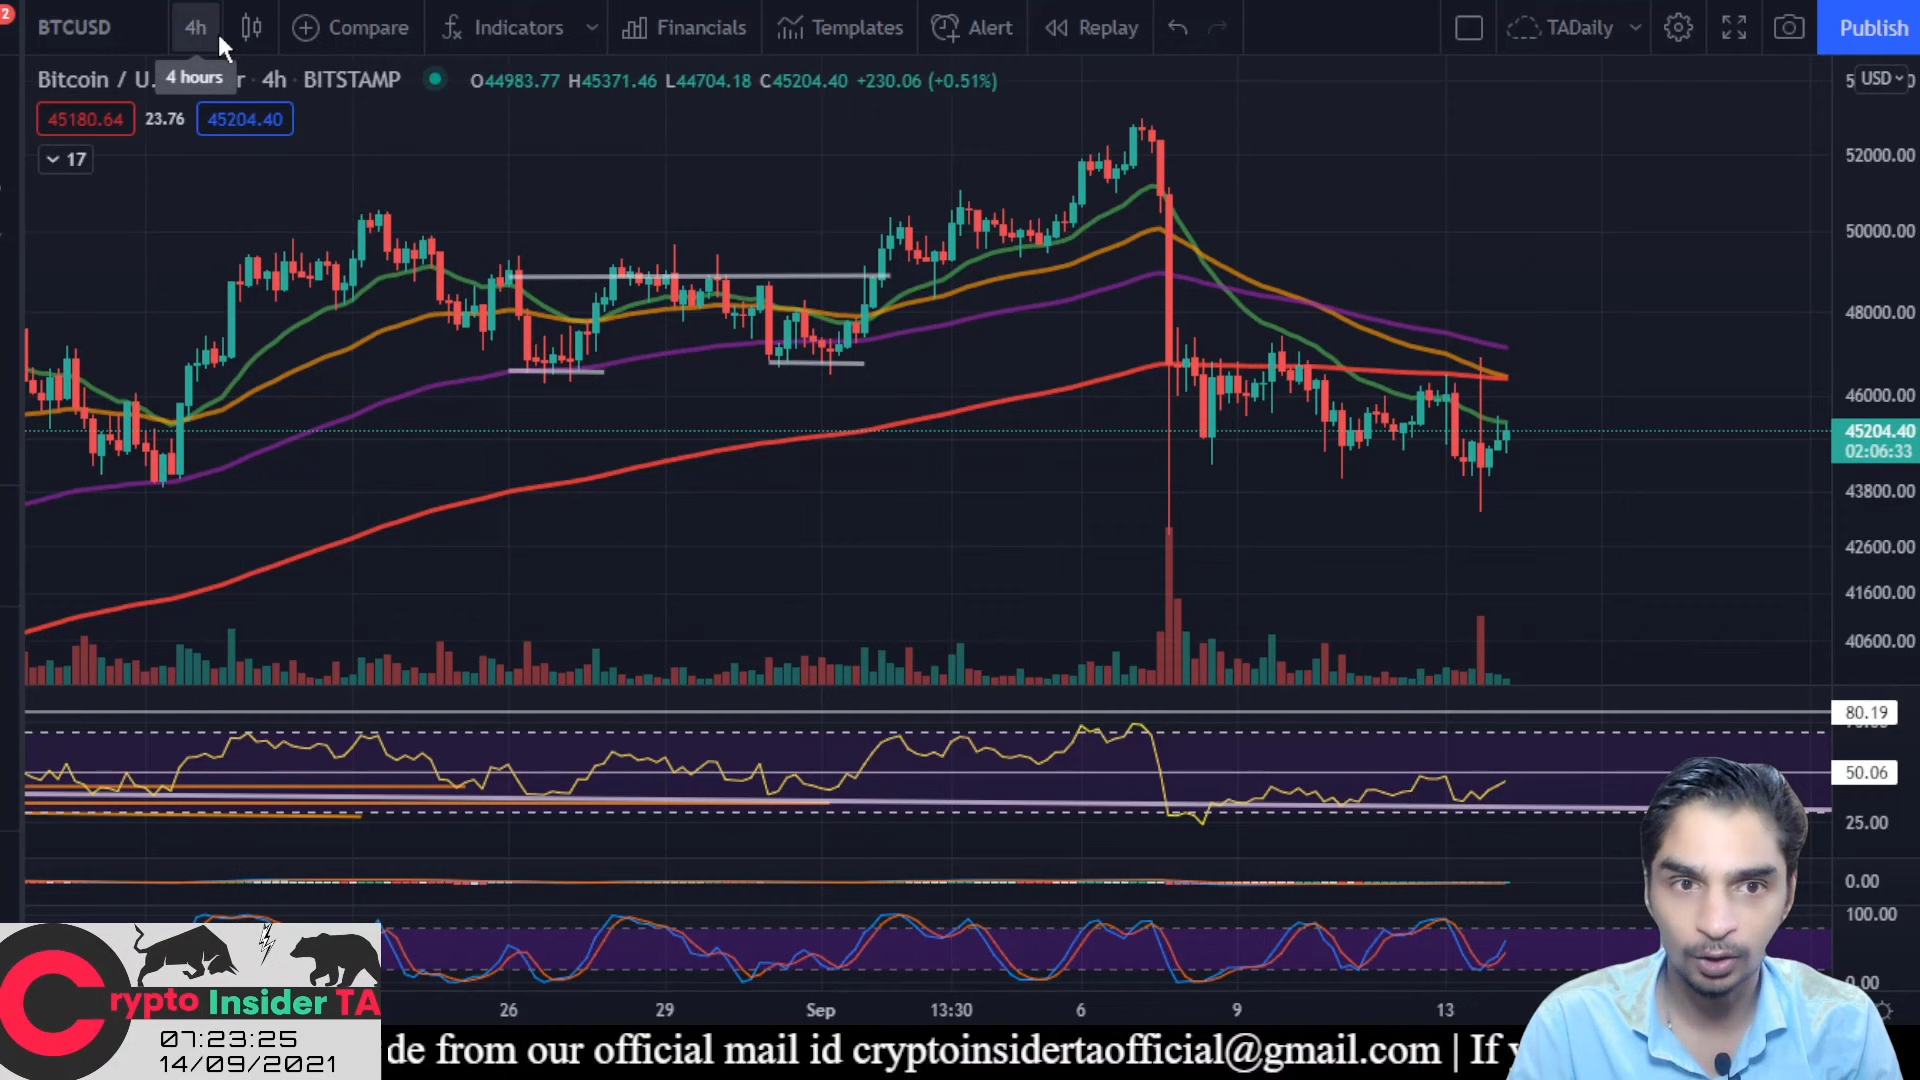 2
BTCUSD 4h Compare Indicators Financials Templates Alert Replay TADaily Publish
4 hours
Bitcoin / U. r 4h BITSTAMP O44983.77 H45371.46 L44704.18 C45204.40 +230.06 (+0.51%)
USD
45180.64 23.76 45204.40
17
52000.00
50000.00
48000.00
46000.00
45204.40
02:06:33
43800.00
42600.00
41600.00
40600.00
80.19
50.06
25.00
0.00
100.00
0.00
26 29 Sep 13:30 6 9 13
Crypto Insider TA
07:23:25
14/09/2021
de from our official mail id cryptoinsidertaofficial@gmail.com | If